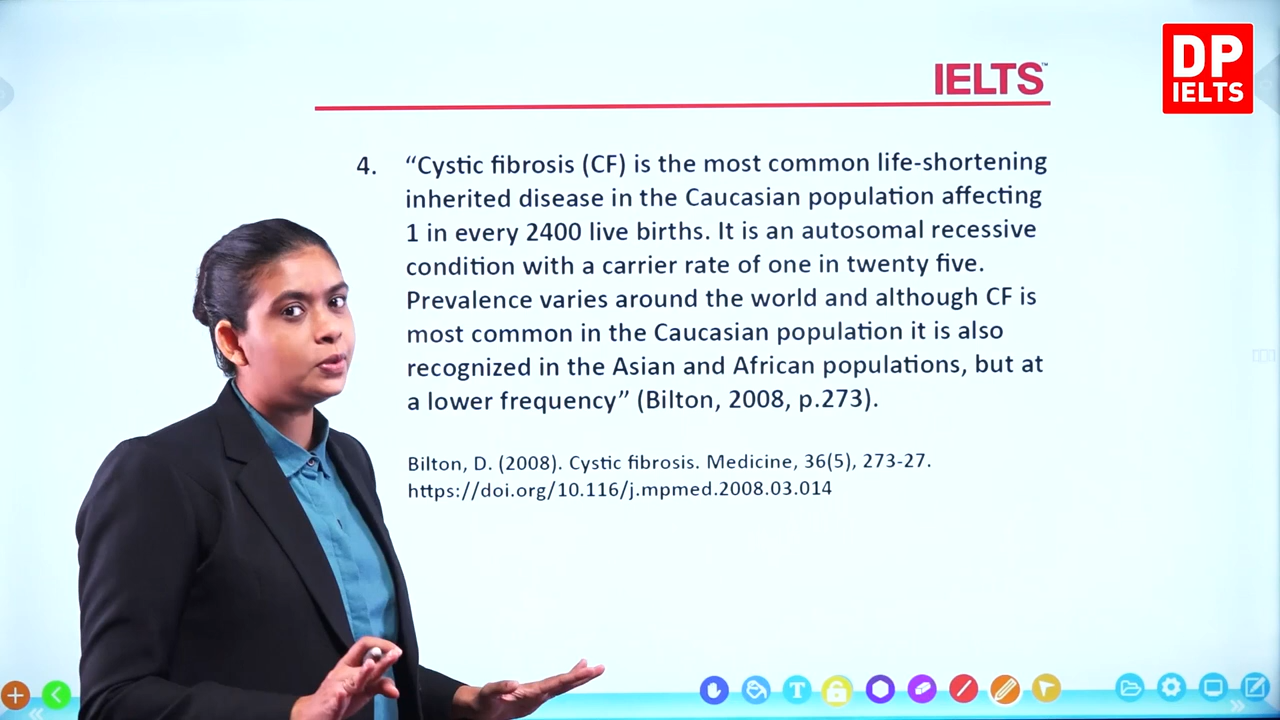 DP
IELTS
IELTS™
4. “Cystic fibrosis (CF) is the most common life-shortening
inherited disease in the Caucasian population affecting
1 in every 2400 live births. It is an autosomal recessive
condition with a carrier rate of one in twenty five.
Prevalence varies around the world and although CF is
most common in the Caucasian population it is also
recognized in the Asian and African populations, but at
a lower frequency” (Bilton, 2008, p.273).
Bilton, D. (2008). Cystic fibrosis. Medicine, 36(5), 273-27.
https://doi.org/10.116/j.mpmed.2008.03.014
T